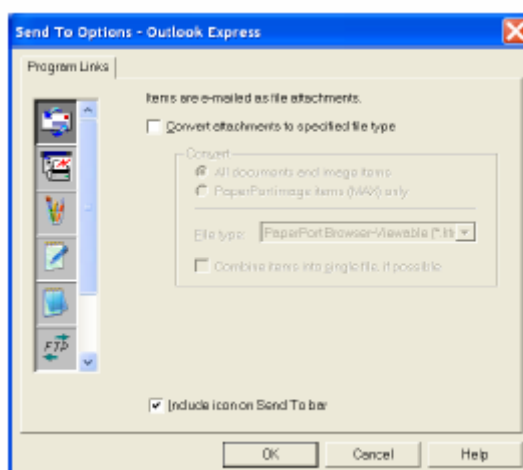 Send To Options - Outlook Express
Program Links
Items are e-mailed as file attachments.
Convert attachments to specified file type
Convert
All documents and image items
PaperPort image items (MAX) only
File type:
PaperPort Browser-Viewable (*.ht
Combine items into single file, if possible
FTP
Include icon on Send To bar
OK
Cancel
Help